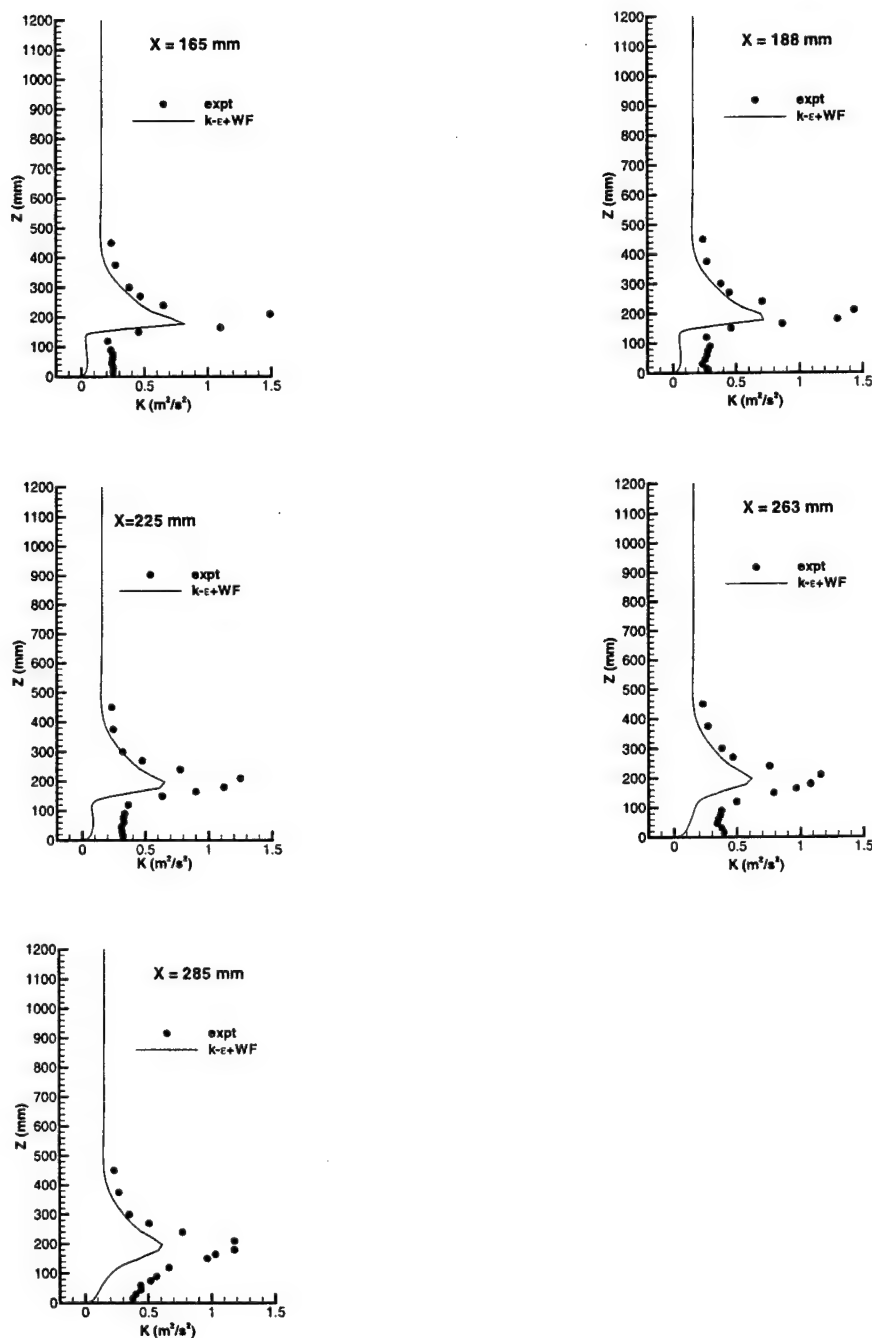 X = 165 mm
expt
k-ε+WF
Z (mm)
1200
1100
1000
900
800
700
600
500
400
300
200
100
0
0 0.5 1 1.5
K (m²/s²)
X = 188 mm
expt
k-ε+WF
Z (mm)
1200
1100
1000
900
800
700
600
500
400
300
200
100
0
0 0.5 1 1.5
K (m²/s²)
X=225 mm
expt
k-ε+WF
Z (mm)
1200
1100
1000
900
800
700
600
500
400
300
200
100
0
0 0.5 1 1.5
K (m²/s²)
X = 263 mm
expt
k-ε+WF
Z (mm)
1200
1100
1000
900
800
700
600
500
400
300
200
100
0
0 0.5 1 1.5
K (m²/s²)
X = 285 mm
expt
k-ε+WF
Z (mm)
1200
1100
1000
900
800
700
600
500
400
300
200
100
0
0 0.5 1 1.5
K (m²/s²)